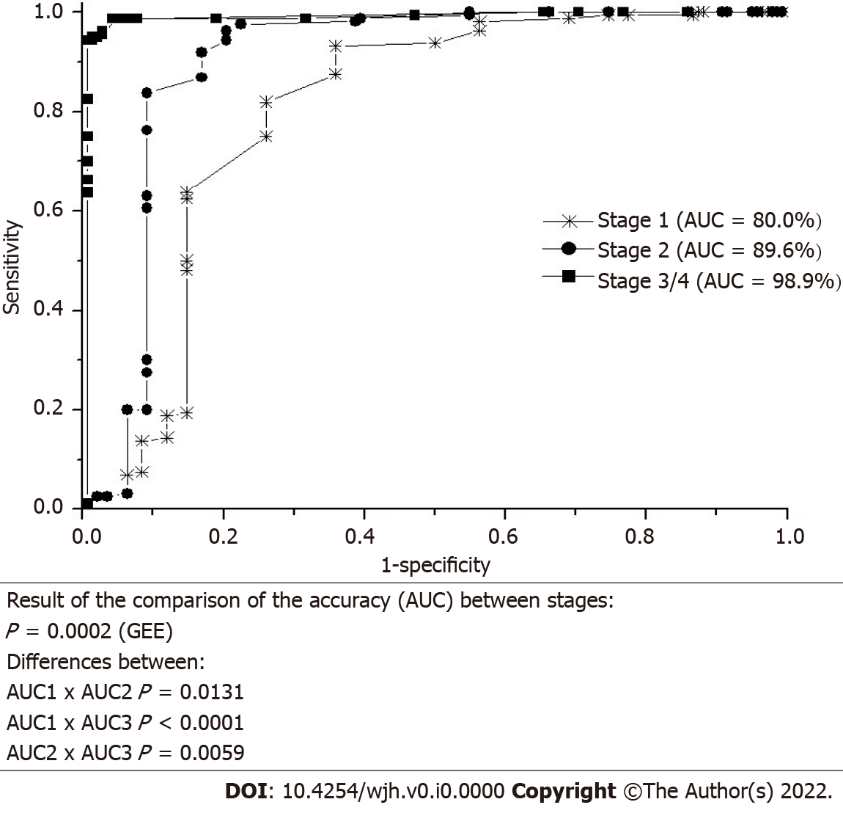 1.0
0.8
0.6
0.4
0.2
0.0
Sensitivity
0.0 0.2 0.4 0.6 0.8 1.0
1-specificity
Stage 1 (AUC = 80.0%)
Stage 2 (AUC = 89.6%)
Stage 3/4 (AUC = 98.9%)
Result of the comparison of the accuracy (AUC) between stages:
P = 0.0002 (GEE)
Differences between:
AUC1 x AUC2 P = 0.0131
AUC1 x AUC3 P < 0.0001
AUC2 x AUC3 P = 0.0059
DOI: 10.4254/wjh.v0.i0.0000 Copyright ©The Author(s) 2022.